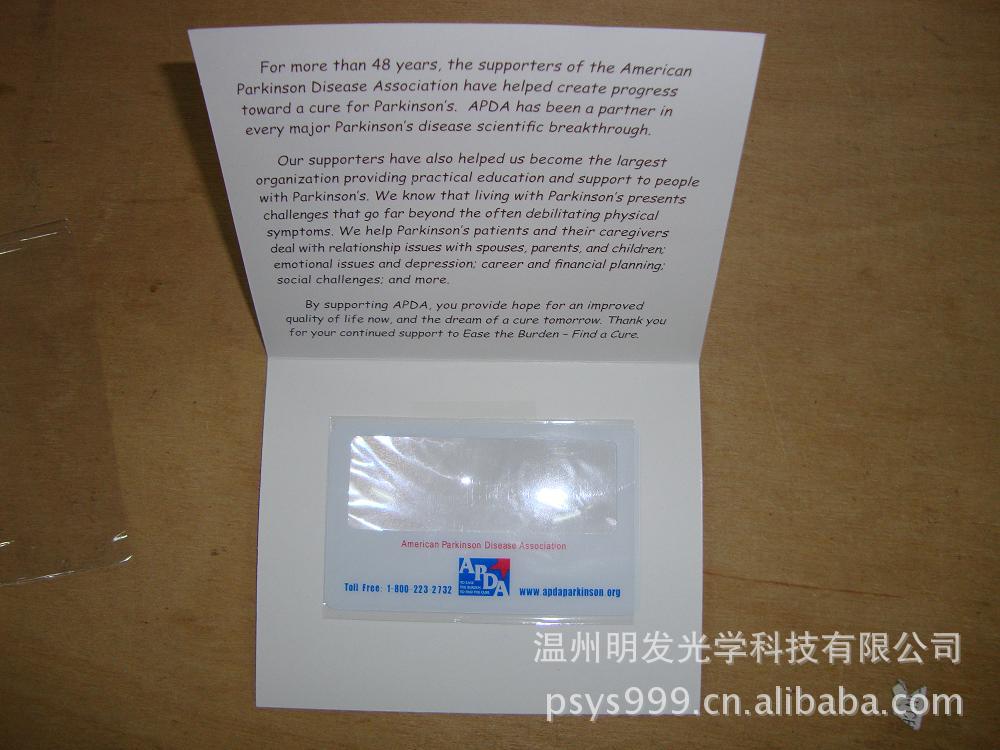 For more than 48 years, the supporters of the American
Parkinson Disease Association have helped create progress
toward a cure for Parkinson's. APDA has been a partner in
every major Parkinson's disease scientific breakthrough.
Our supporters have also helped us become the largest
organization providing practical education and support to people
with Parkinson's. We know that living with Parkinson's presents
challenges that go far beyond the often debilitating physical
symptoms. We help Parkinson's patients and their caregivers
deal with relationship issues with spouses, parents, and children;
emotional issues and depression; career and financial planning;
social challenges; and more.
By supporting APDA, you provide hope for an improved
quality of life now, and the dream of a cure tomorrow. Thank you
for your continued support to Ease the Burden – Find a Cure.
American Parkinson Disease Association
APDA
TO EASE
THE BURDEN
TO FIND THE CURE
Toll Free: 1-800-223-2732
www.apdaparkinson.org
温州明发光学科技有限公司
psys999.cn.alibaba.com